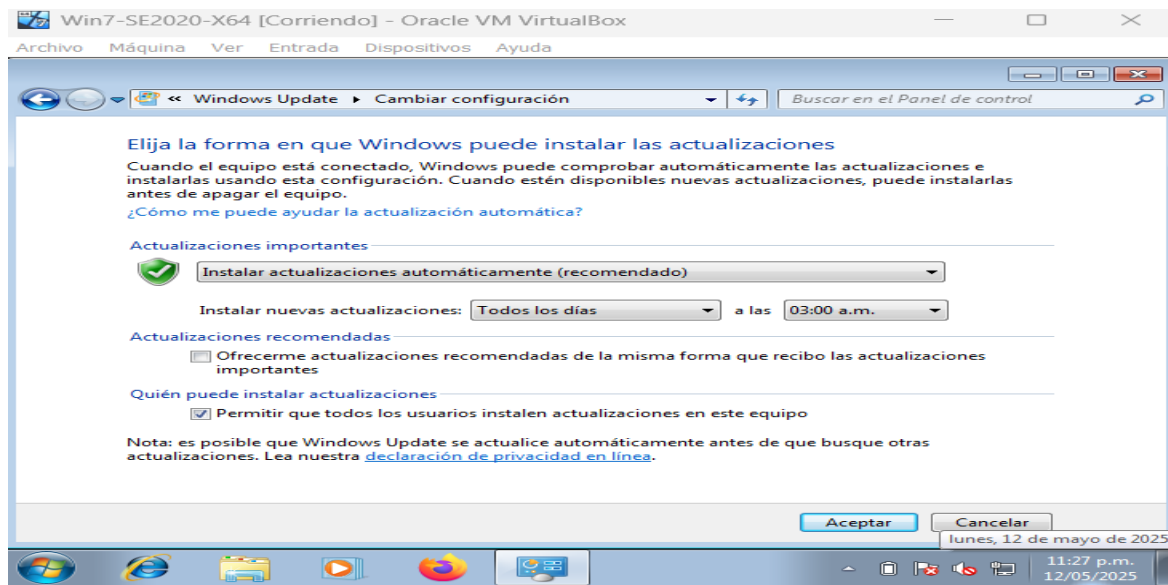 Win7-SE2020-X64 [Corriendo] - Oracle VM VirtualBox
Archivo Máquina Ver Entrada Dispositivos Ayuda
« Windows Update ▸ Cambiar configuración Buscar en el Panel de control
Elija la forma en que Windows puede instalar las actualizaciones
Cuando el equipo está conectado, Windows puede comprobar automáticamente las actualizaciones e
instalarlas usando esta configuración. Cuando estén disponibles nuevas actualizaciones, puede instalarlas
antes de apagar el equipo.
¿Cómo me puede ayudar la actualización automática?
Actualizaciones importantes
Instalar actualizaciones automáticamente (recomendado)
Instalar nuevas actualizaciones: Todos los días a las 03:00 a.m.
Actualizaciones recomendadas
Ofrecerme actualizaciones recomendadas de la misma forma que recibo las actualizaciones
importantes
Quién puede instalar actualizaciones
Permitir que todos los usuarios instalen actualizaciones en este equipo
Nota: es posible que Windows Update se actualice automáticamente antes de que busque otras
actualizaciones. Lea nuestra declaración de privacidad en línea.
Aceptar Cancelar
lunes, 12 de mayo de 2025
11:27 p.m.
12/05/2025